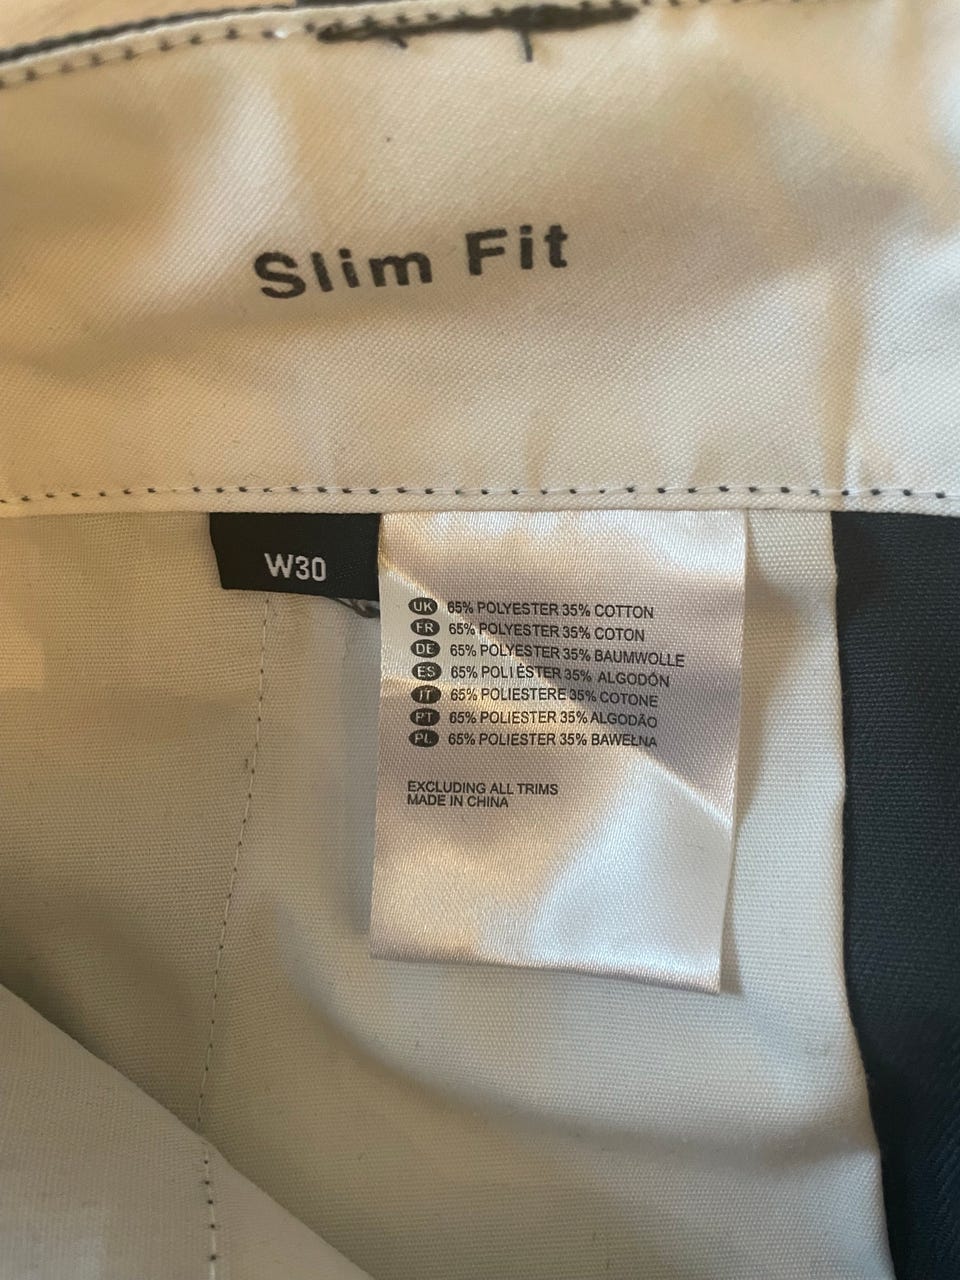 Slim Fit
W30
UK 65% POLYESTER 35% COTTON
FR 65% POLYESTER 35% COTON
DE 65% POLYESTER 35% BAUMWOLLE
ES 65% POLIÉSTER 35% ALGODÓN
IT 65% POLIESTERE 35% COTONE
PT 65% POLIESTER 35% ALGODÃO
PL 65% POLIESTER 35% BAWEŁNA
EXCLUDING ALL TRIMS
MADE IN CHINA